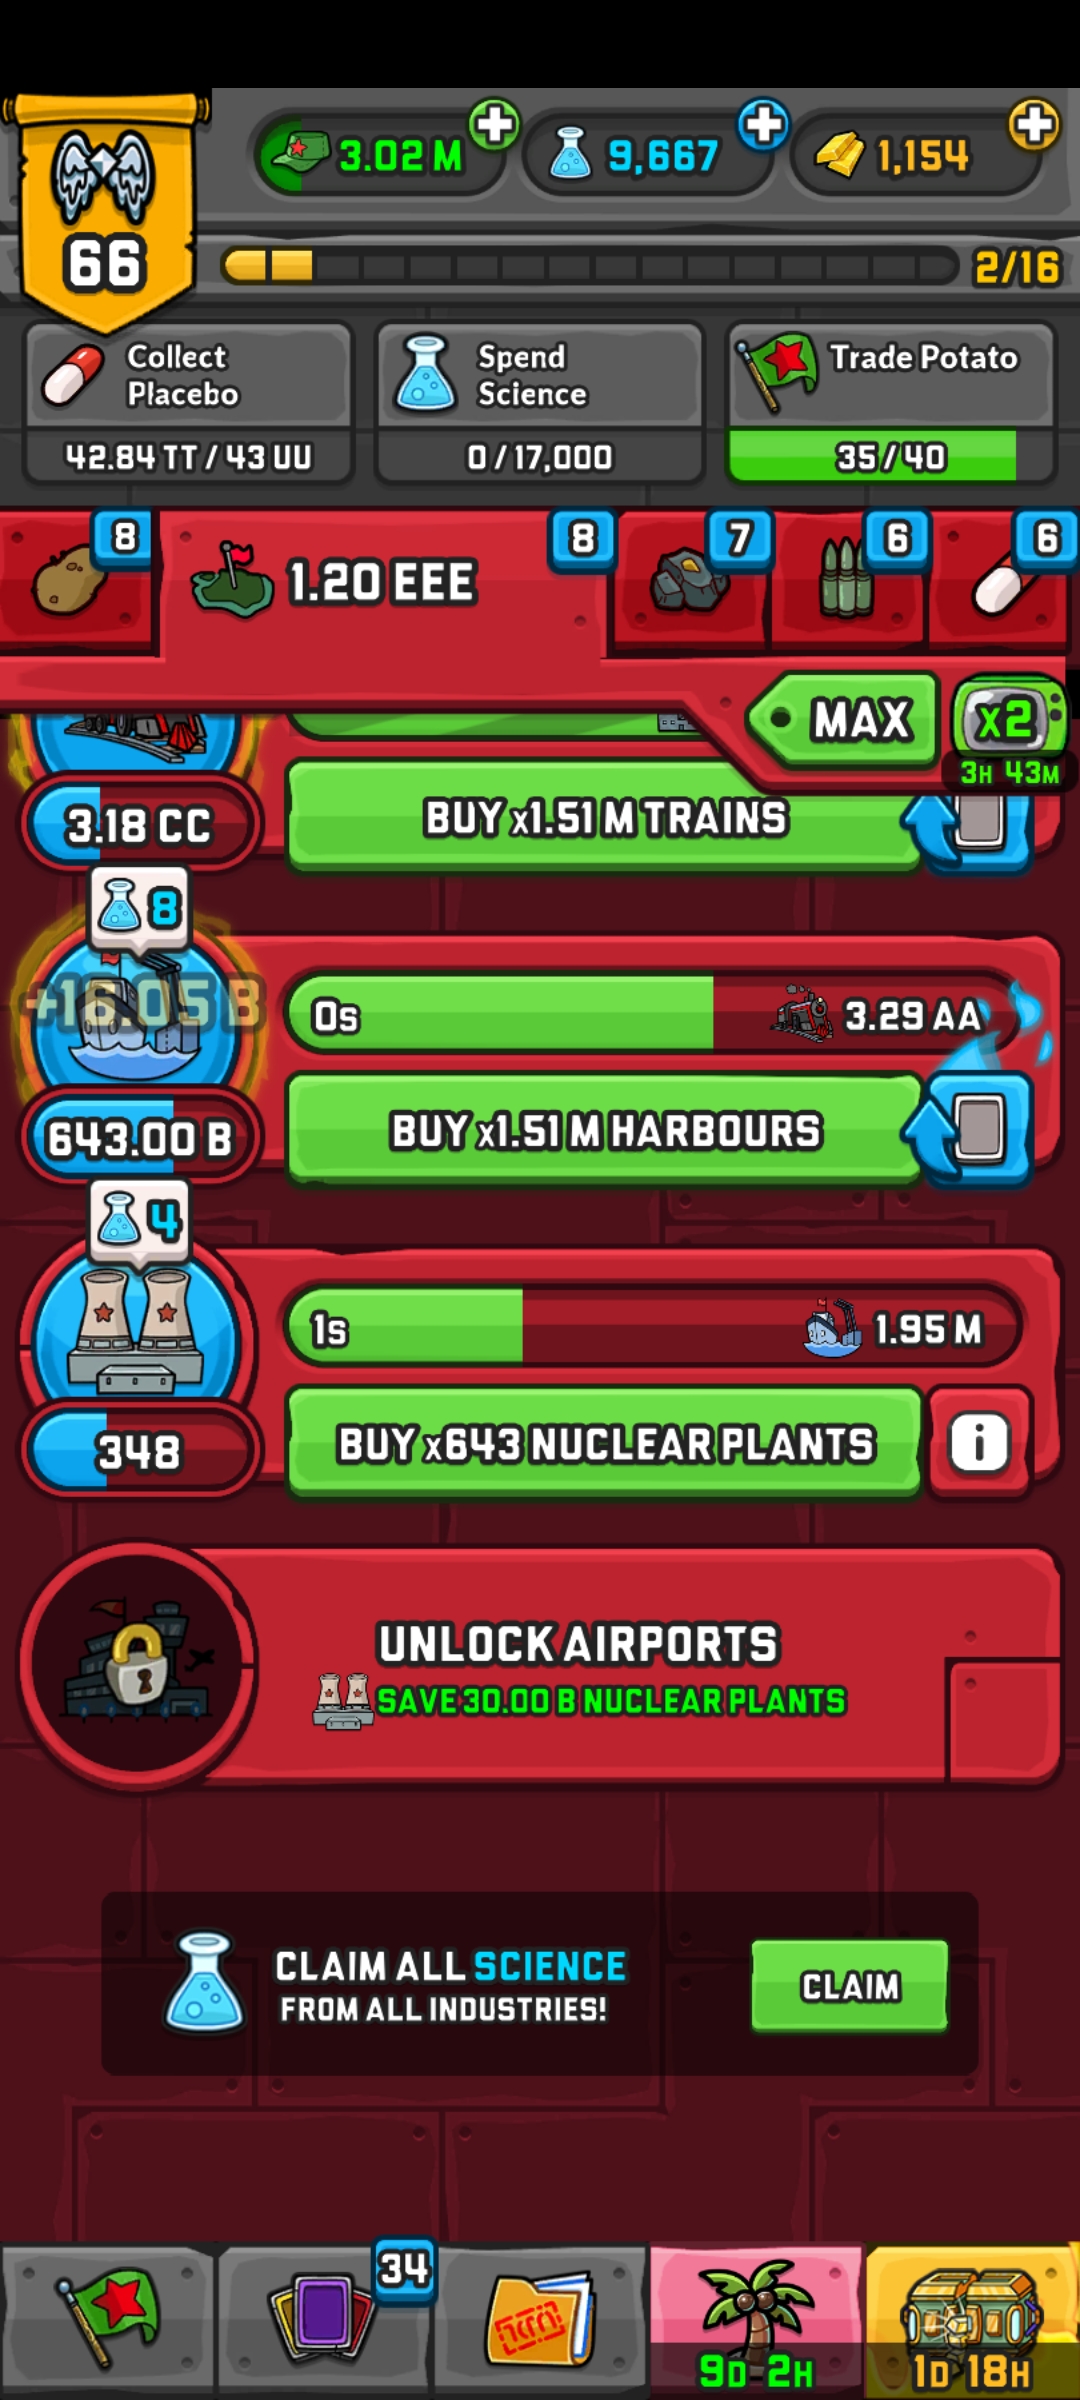 3.02 M
9,667
1,154
66
2/16
Collect
Placebo
Spend
Science
Trade Potato
42.84 TT / 43 UU
0 / 17,000
35 / 40
8
1.20 EEE
8
7
6
6
MAX
x2
3H 43M
3.18 CC
BUY x1.51 M TRAINS
8
+16.05 B
0s
3.29 AA
643.00 B
BUY x1.51 M HARBOURS
4
1s
1.95 M
348
BUY x643 NUCLEAR PLANTS
i
UNLOCK AIRPORTS
SAVE 30.00 B NUCLEAR PLANTS
CLAIM ALL SCIENCE
FROM ALL INDUSTRIES!
CLAIM
34
9D 2H
1D 18H